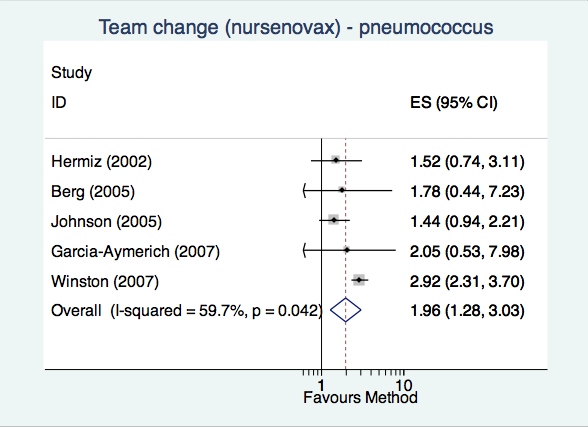 Team change (nursenovax) - pneumococcus
Study
ID ES (95% CI)
Hermiz (2002) 1.52 (0.74, 3.11)
Berg (2005) 1.78 (0.44, 7.23)
Johnson (2005) 1.44 (0.94, 2.21)
Garcia-Aymerich (2007) 2.05 (0.53, 7.98)
Winston (2007) 2.92 (2.31, 3.70)
Overall (I-squared = 59.7%, p = 0.042) 1.96 (1.28, 3.03)
1 10
Favours Method